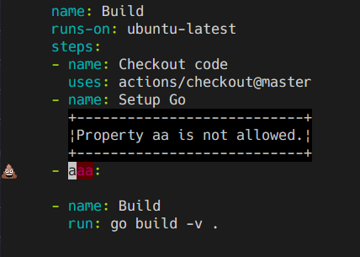 name: Build
runs-on: ubuntu-latest
steps:
- name: Checkout code
uses: actions/checkout@master
- name: Setup Go
+---------------------------+
¦Property aa is not allowed.¦
+---------------------------+
- aaa:
- name: Build
run: go build -v .